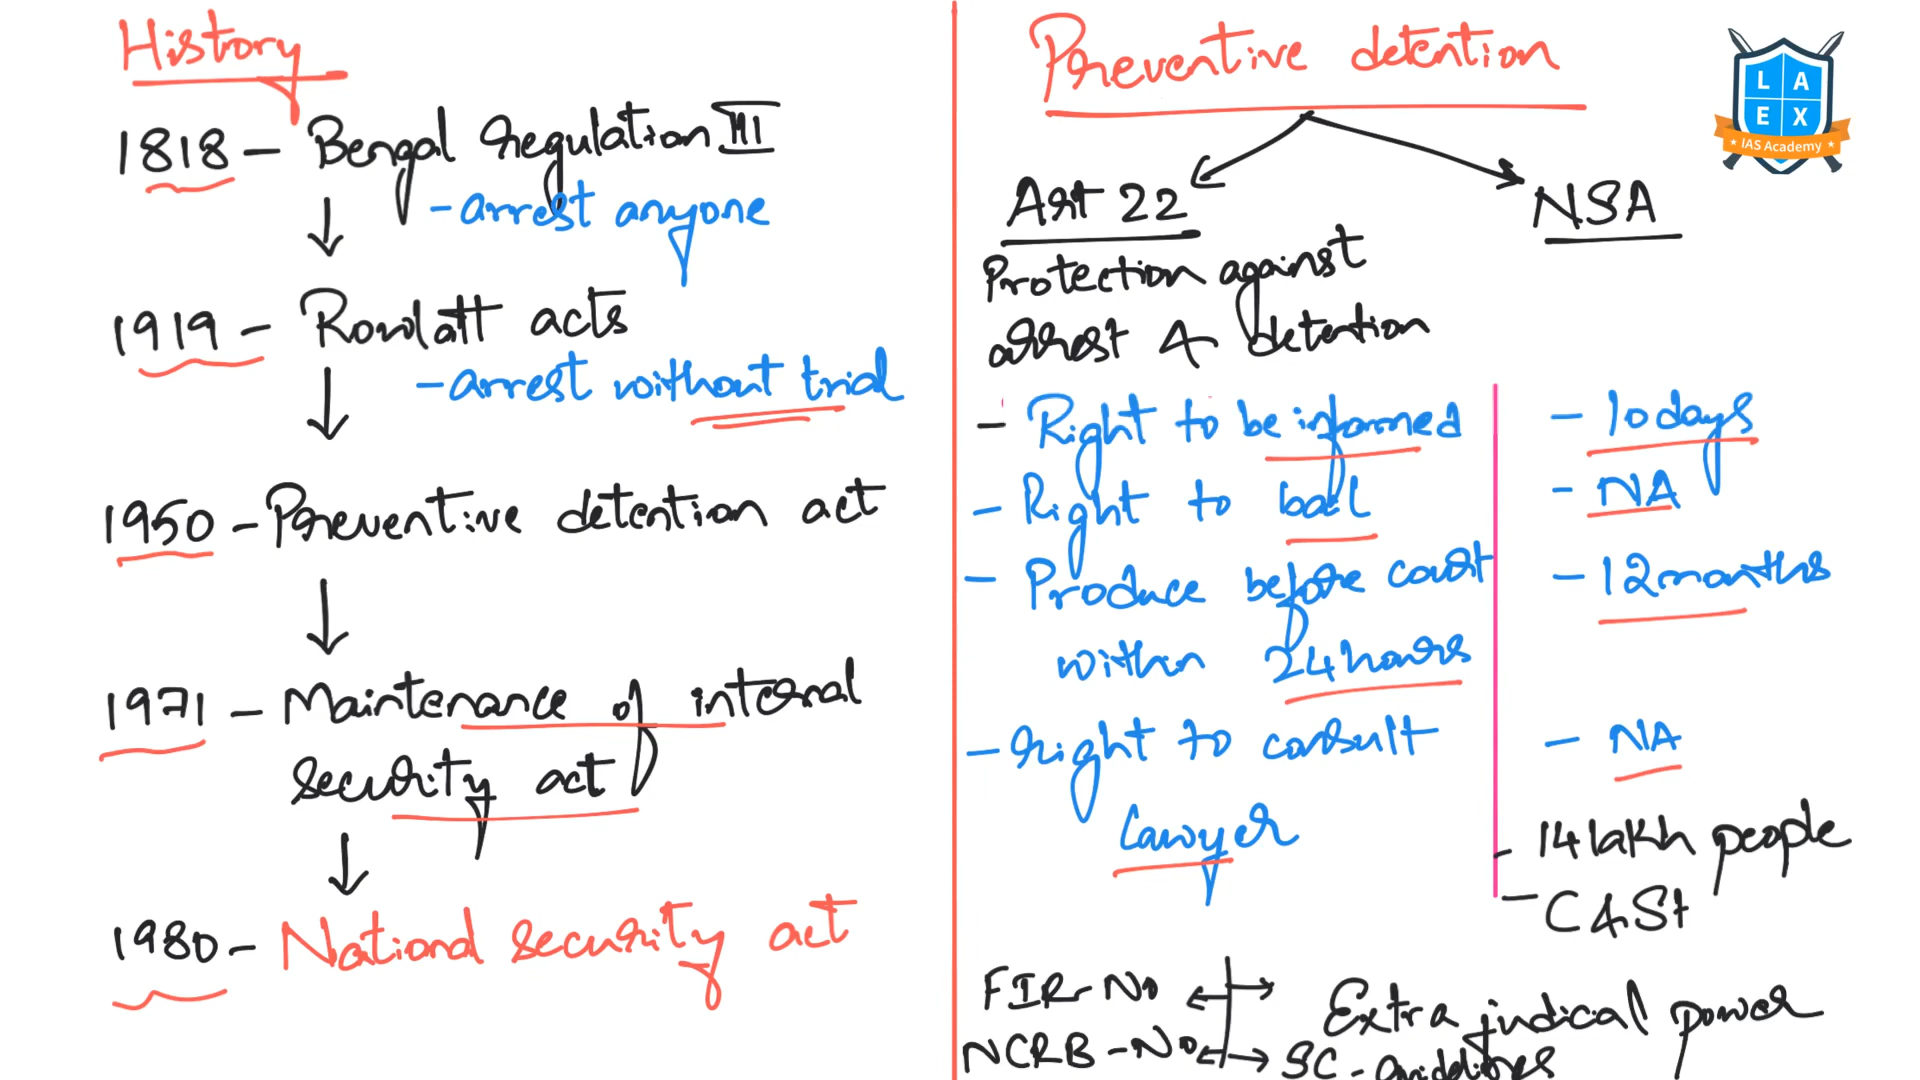 History
1818 - Bengal Regulation III
- arrest anyone
1919 - Rowlatt acts
- arrest without trial
1950 - Preventive detention act
1971 - Maintenance of internal
security act
1980 - National security act
Preventive detention
Art 22
Protection against
arrest & detention
- Right to be informed
- Right to bail
- Produce before court
within 24 hours
- Right to consult
Lawyer
NSA
- 10 days
- NA
- 12 months
- NA
- 14 lakh people
- C & St
FIR - No
NCRB - No
Extra judical power
SC - Guidelines
L A
E X
IAS Academy